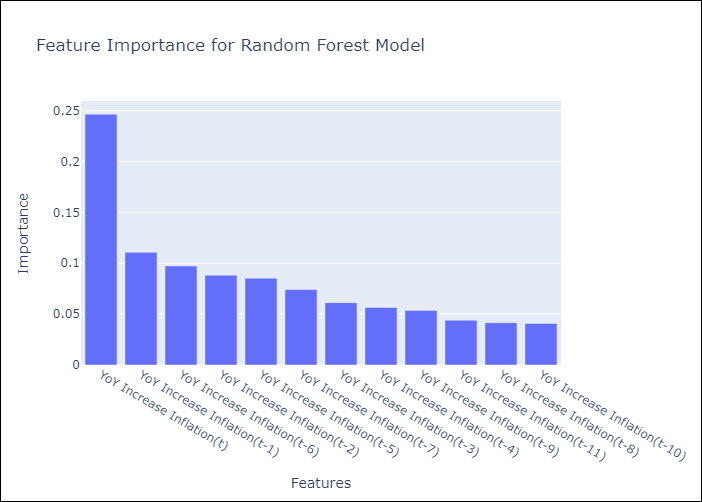 Feature Importance for Random Forest Model
Importance
0.25
0.2
0.15
0.1
0.05
0
YoY Increase Inflation(t)
YoY Increase Inflation(t-1)
YoY Increase Inflation(t-6)
YoY Increase Inflation(t-2)
YoY Increase Inflation(t-5)
YoY Increase Inflation(t-7)
YoY Increase Inflation(t-3)
YoY Increase Inflation(t-4)
YoY Increase Inflation(t-9)
YoY Increase Inflation(t-11)
YoY Increase Inflation(t-8)
YoY Increase Inflation(t-10)
Features